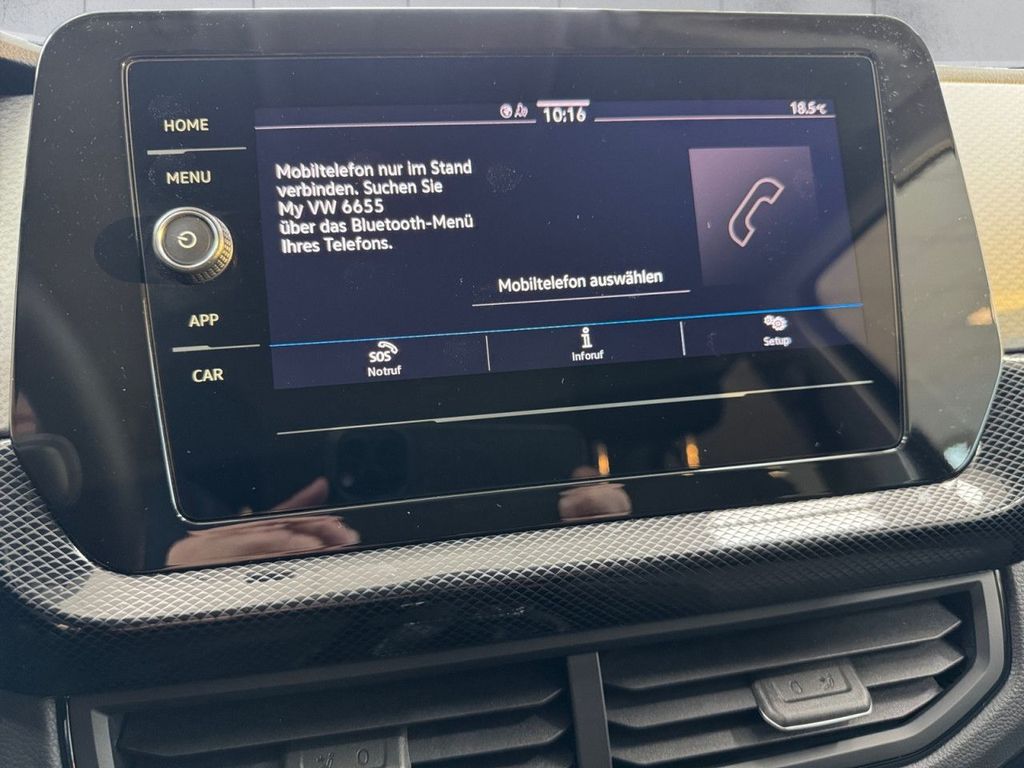 HOME
MENU
APP
CAR
10:16
18.5°C
Mobiltelefon nur im Stand
verbinden. Suchen Sie
My VW 6655
über das Bluetooth-Menü
Ihres Telefons.
Mobiltelefon auswählen
SOS
Notruf
i
Inforuf
Setup